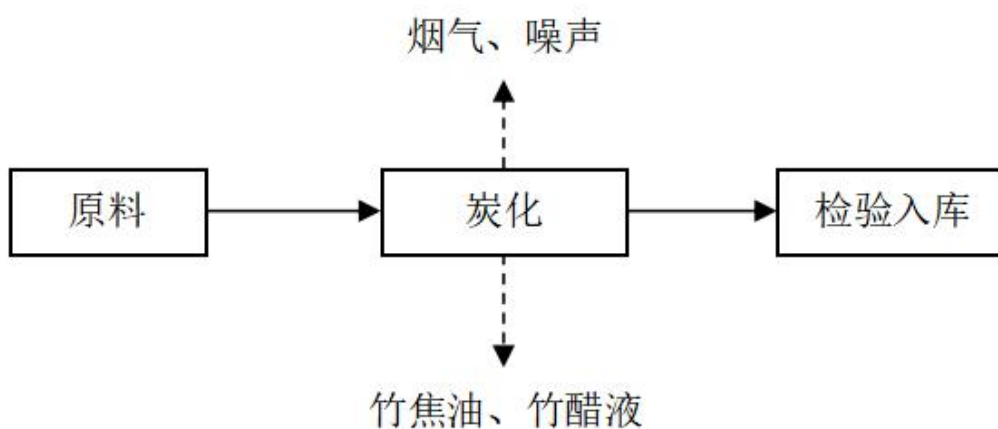 烟气、噪声
原料
炭化
检验入库
竹焦油、竹醋液